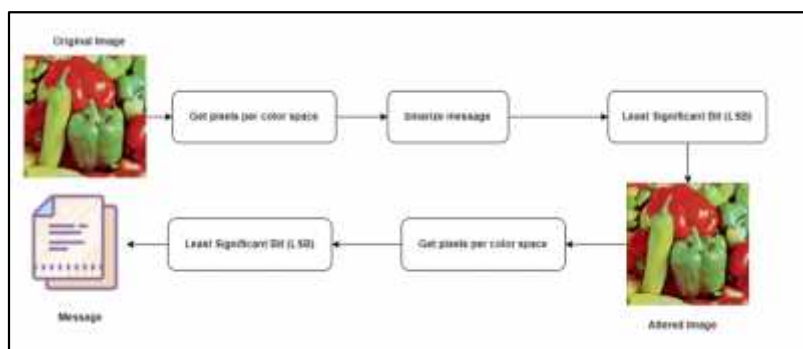 Original Image
Get pixels per color space
binarize message
Least Significant Bit (LSB)
Least Significant Bit (LSB)
Get pixels per color space
Message
Altered Image